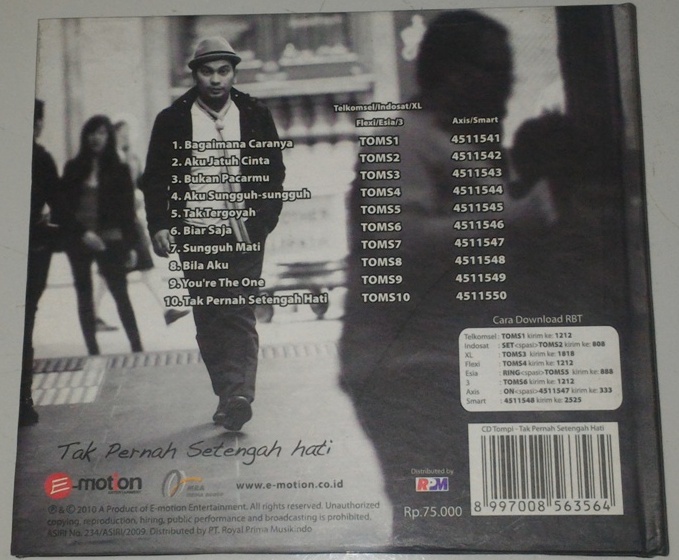 Telkomsel/Indosat/XL
Flexi/Esia/3 Axis/Smart
1. Bagaimana Caranya TOMS1 4511541
2. Aku Jatuh Cinta TOMS2 4511542
3. Bukan Pacarmu TOMS3 4511543
4. Aku Sungguh-sungguh TOMS4 4511544
5. Tak Tergoyah TOMS5 4511545
6. Biar Saja TOMS6 4511546
7. Sungguh Mati TOMS7 4511547
8. Bila Aku TOMS8 4511548
9. You're The One TOMS9 4511549
10. Tak Pernah Setengah Hati TOMS10 4511550
Cara Download RBT
Telkomsel : TOMS1 kirim ke: 1212
Indosat : SET<spasi>TOMS2 kirim ke: 808
XL : TOMS3 kirim ke: 1818
Flexi : TOMS4 kirim ke: 1212
Esia : RING<spasi>TOMS5 kirim ke: 888
3 : TOMS6 kirim ke: 1212
Axis : ON<spasi>4511547 kirim ke: 333
Smart : 4511548 kirim ke: 2525
CD Tompi - Tak Pernah Setengah Hati
8 997008 563564
Tak Pernah Setengah hati
e-motion
www.e-motion.co.id
Distributed by
RPM
Rp.75.000
℗ & © 2010 A Product of E-motion Entertainment. All rights reserved. Unauthorized
copying, reproduction, hiring, public performance and broadcasting is prohibited.
ASIRI No. 234/ASIRI/2009. Distributed by PT. Royal Prima Musikindo